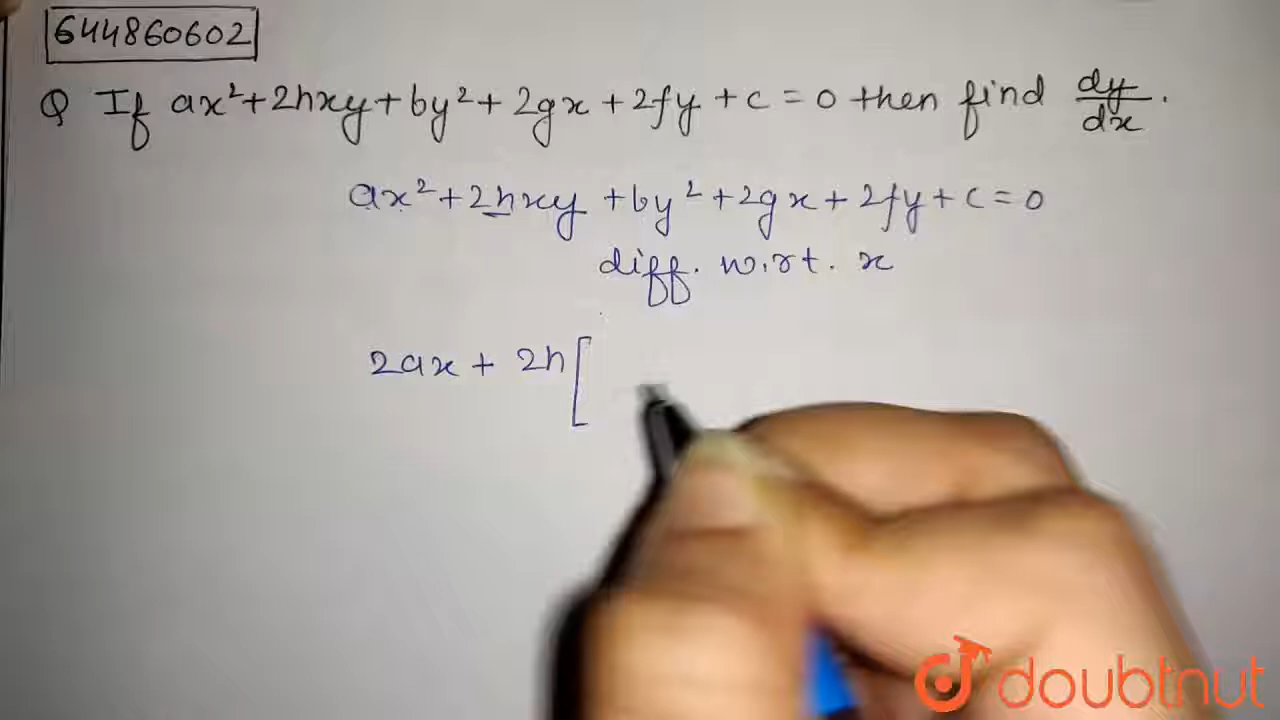 644860602
Q If ax²+2hxy+by²+2gx+2fy+c=0 then find dy/dx.
ax²+2hxy+by²+2gx+2fy+c=0
diff. w.r.t. x
2ax + 2h[
doubtnut